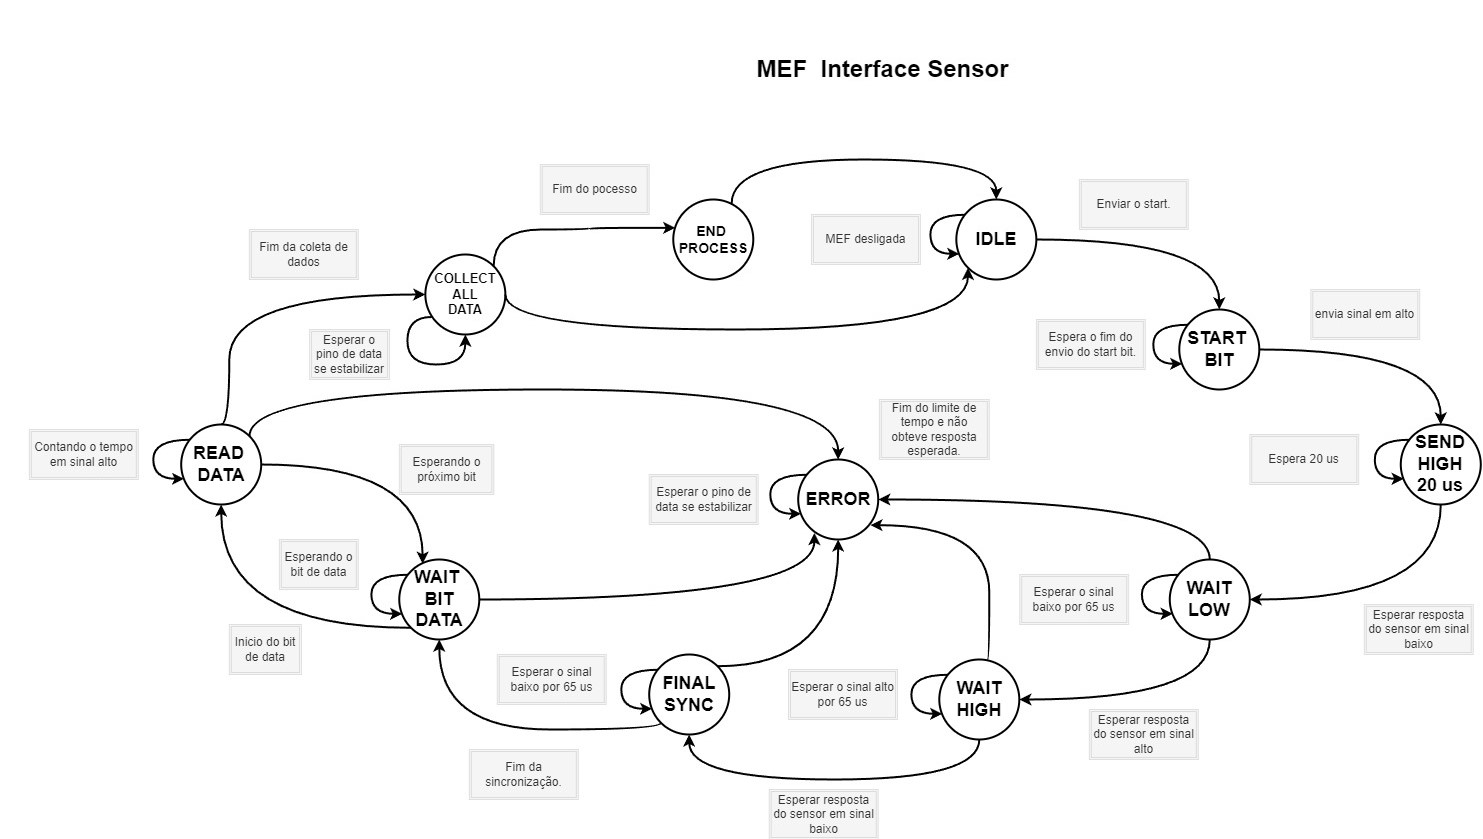 MEF Interface Sensor
Fim do pocesso
Enviar o start.
END
PROCESS
MEF desligada
IDLE
Fim da coleta de
dados
COLLECT
ALL
DATA
envia sinal em alto
Espera o fim do
envio do start bit.
START
BIT
Esperar o
pino de data
se estabilizar
Fim do limite de
tempo e não
obteve resposta
esperada.
Contando o tempo
em sinal alto
READ
DATA
Esperando o
próximo bit
Espera 20 us
SEND
HIGH
20 us
Esperar o pino de
data se estabilizar
ERROR
Esperando o
bit de data
WAIT
BIT
DATA
Esperar o sinal
baixo por 65 us
WAIT
LOW
Esperar resposta
do sensor em sinal
baixo
Inicio do bit
de data
Esperar o sinal
baixo por 65 us
FINAL
SYNC
Esperar o sinal alto
por 65 us
WAIT
HIGH
Esperar resposta
do sensor em sinal
alto
Fim da
sincronização.
Esperar resposta
do sensor em sinal
baixo